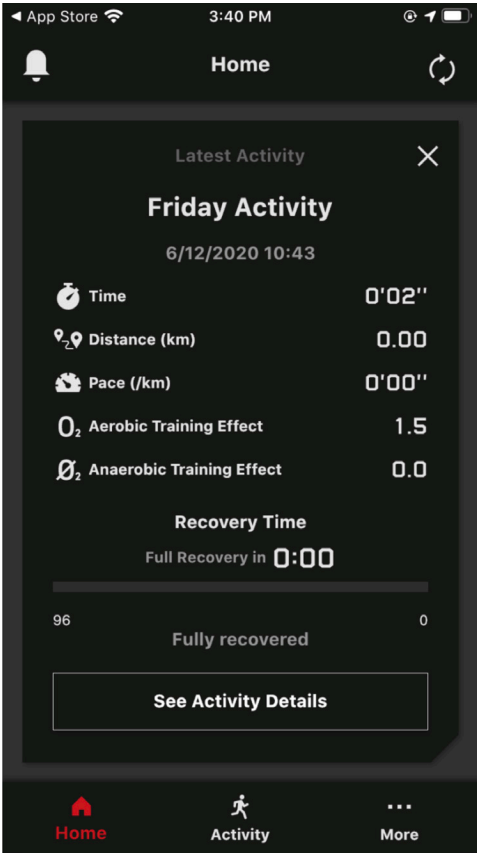 App Store 3:40 PM
Home
Latest Activity
Friday Activity
6/12/2020 10:43
Time 0'02''
Distance (km) 0.00
Pace (/km) 0'00''
O₂ Aerobic Training Effect 1.5
Ø₂ Anaerobic Training Effect 0.0
Recovery Time
Full Recovery in 0:00
96 0
Fully recovered
See Activity Details
Home Activity More